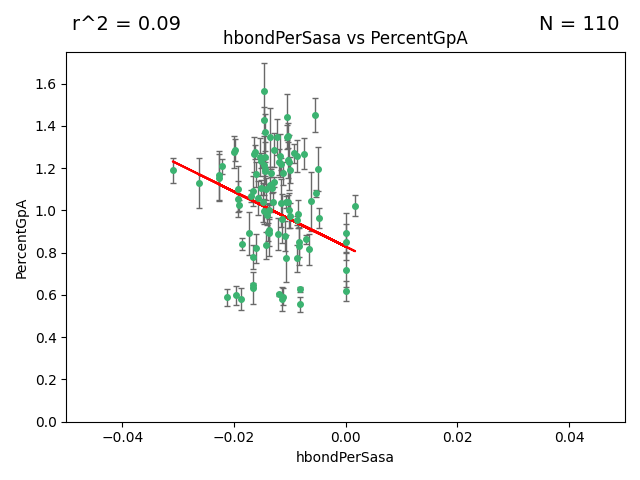 r^2 = 0.09
N = 110
hbondPerSasa vs PercentGpA
PercentGpA
1.6
1.4
1.2
1.0
0.8
0.6
0.4
0.2
0.0
−0.04
−0.02
0.00
0.02
0.04
hbondPerSasa